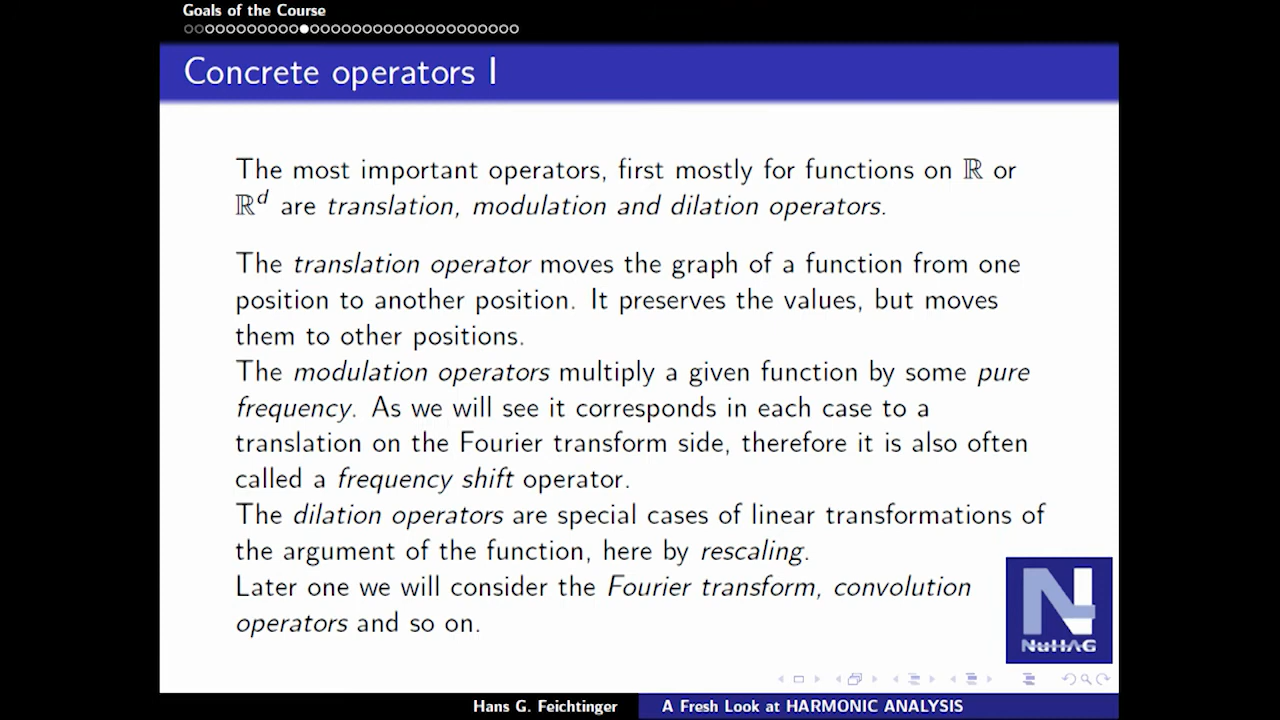 Goals of the Course
Concrete operators I
The most important operators, first mostly for functions on ℝ or
ℝᵈ are translation, modulation and dilation operators.
The translation operator moves the graph of a function from one
position to another position. It preserves the values, but moves
them to other positions.
The modulation operators multiply a given function by some pure
frequency. As we will see it corresponds in each case to a
translation on the Fourier transform side, therefore it is also often
called a frequency shift operator.
The dilation operators are special cases of linear transformations of
the argument of the function, here by rescaling.
Later one we will consider the Fourier transform, convolution
operators and so on.
N
NuHAG
Hans G. Feichtinger
A Fresh Look at HARMONIC ANALYSIS